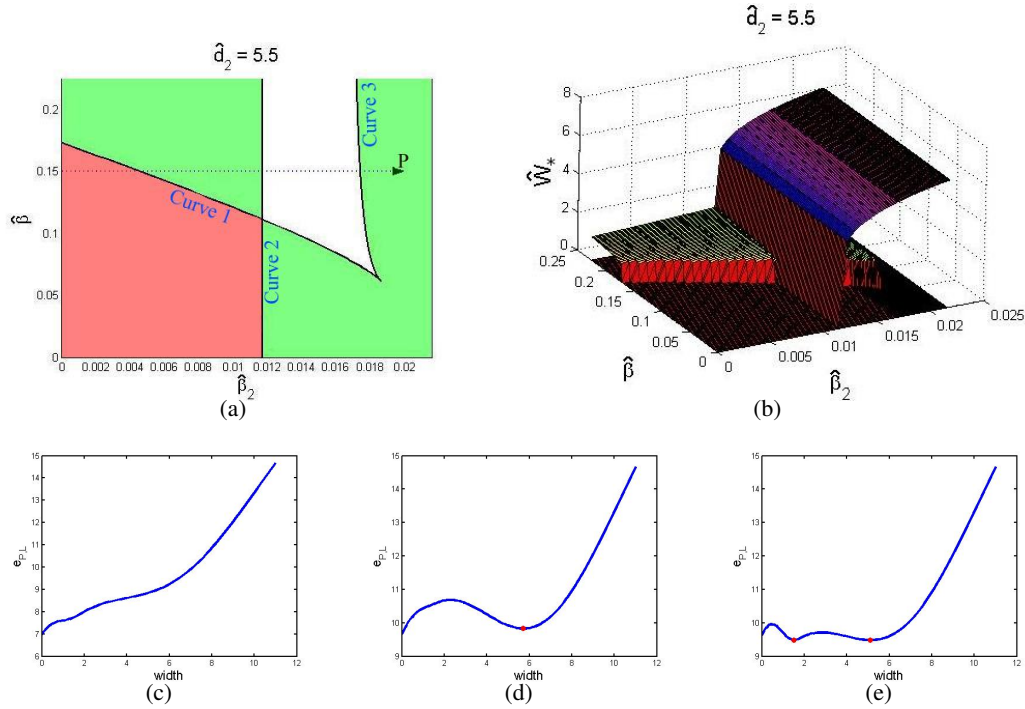 d̂₂ = 5.5
0.2
0.15
0.1
0.05
0
β̂
Curve 1
Curve 2
Curve 3
P
0 0.002 0.004 0.006 0.008 0.01 0.012 0.014 0.016 0.018 0.02
β̂₂
(a)
d̂₂ = 5.5
8
6
4
2
0
Ŵ*
0.25
0.2
0.15
0.1
0.05
0
β̂
0
0.005
0.01
0.015
0.02
0.025
β̂₂
(b)
15
14
13
12
11
10
9
8
7
6
e_{P,L}
0 2 4 6 8 10 12
width
(c)
15
14
13
12
11
10
9
e_{P,L}
0 2 4 6 8 10 12
width
(d)
15
14
13
12
11
10
9
e_{P,L}
0 2 4 6 8 10 12
width
(e)